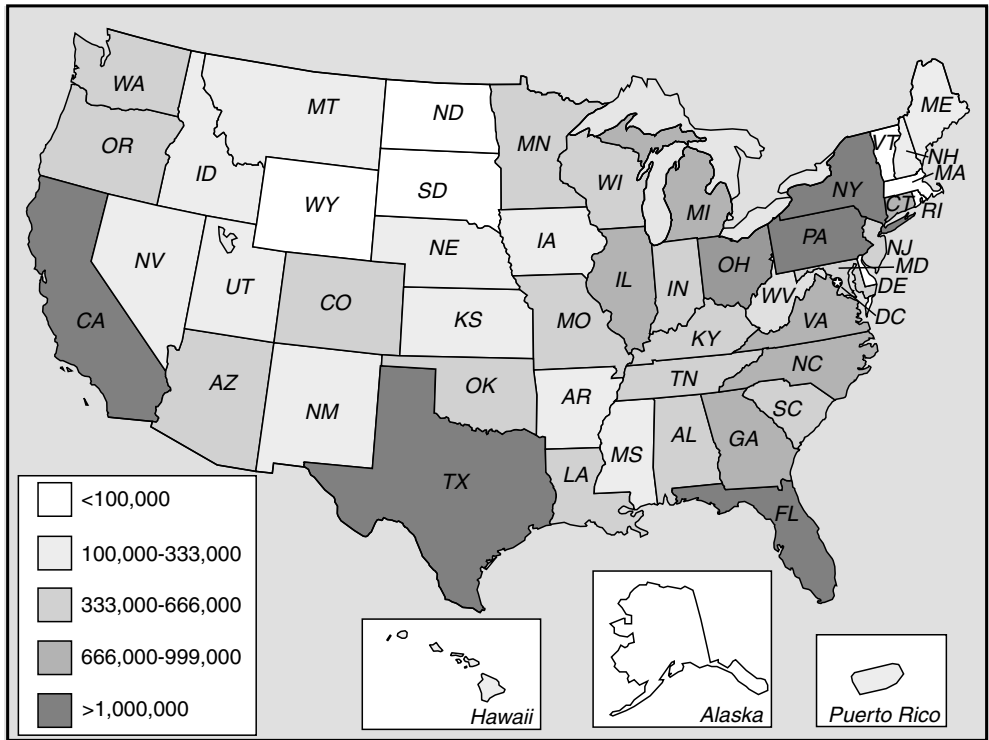 WA
MT
ND
ME
OR
MN
VT
NH
ID
MA
WY
SD
WI
NY
MI
CT
RI
NE
IA
PA
NJ
NV
UT
OH
MD
IL
IN
WV
DE
CO
DC
CA
KS
MO
KY
VA
AZ
NC
TN
OK
NM
AR
SC
AL
GA
MS
LA
TX
FL
<100,000
100,000-333,000
333,000-666,000
666,000-999,000
>1,000,000
Hawaii
Alaska
Puerto Rico